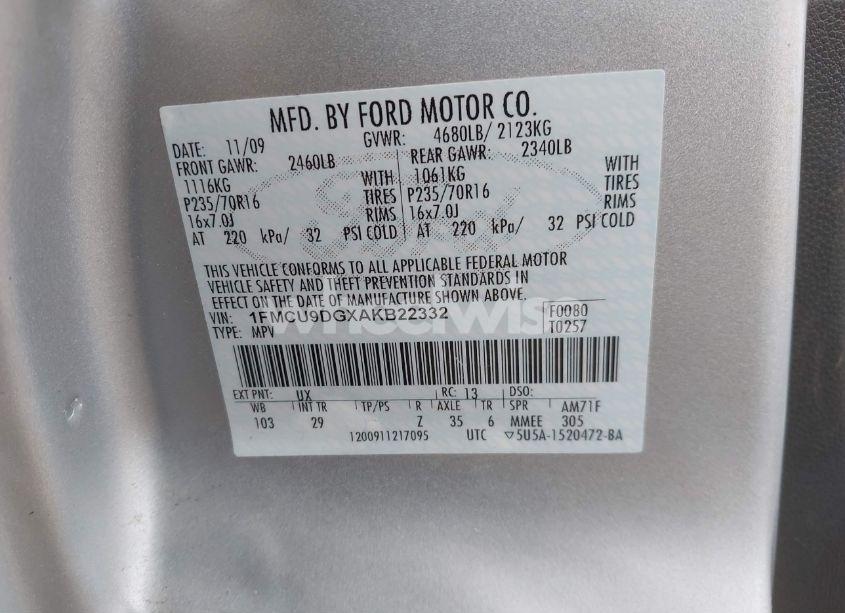 MFD. BY FORD MOTOR CO.
DATE: 11/09 GVWR: 4680LB/ 2123KG
FRONT GAWR: 2460LB REAR GAWR: 2340LB
1116KG WITH 1061KG WITH
P235/70R16 TIRES P235/70R16 TIRES
16x7.0J RIMS 16x7.0J RIMS
AT 220 kPa/ 32 PSI COLD AT 220 kPa/ 32 PSI COLD
THIS VEHICLE CONFORMS TO ALL APPLICABLE FEDERAL MOTOR
VEHICLE SAFETY AND THEFT PREVENTION STANDARDS IN
EFFECT ON THE DATE OF MANUFACTURE SHOWN ABOVE.
VIN: 1FMCU9DGXAKB22332 F0080
TYPE: MPV T0257
wheelwise
EXT PNT: UX RC: 13 DSO:
WB INT TR TP/PS R AXLE TR SPR AM71F
103 29 Z 35 6 MMEE 305
1200911217095 UTC ▽5U5A-1520472-BA